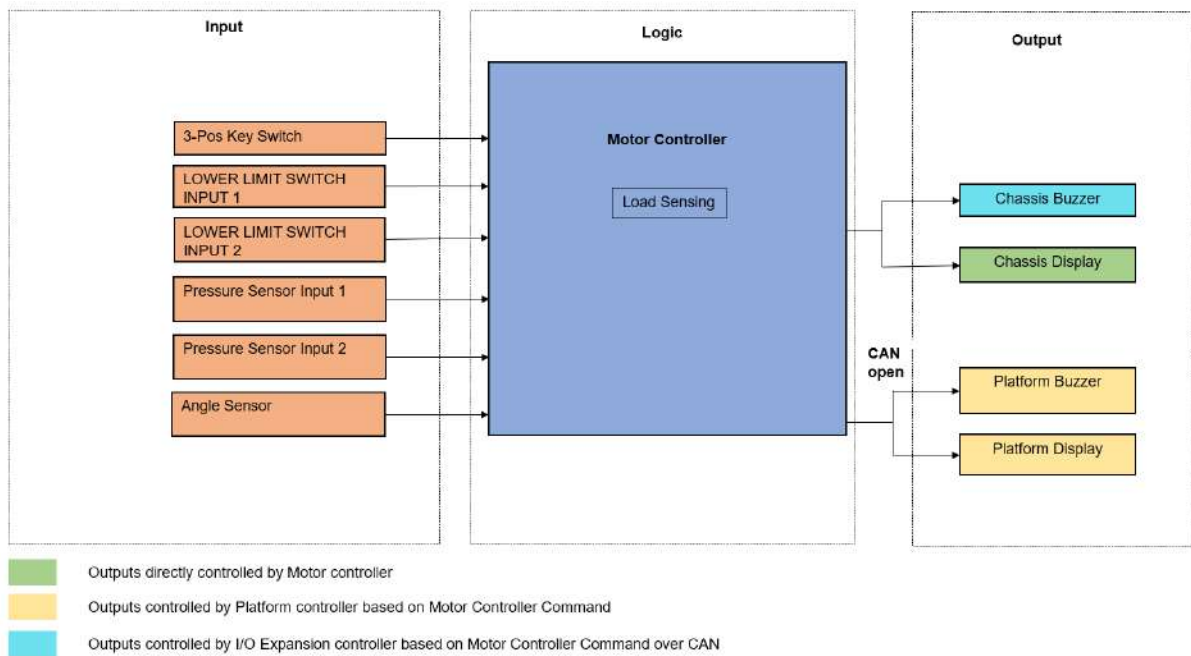 Input
Logic
Output
3-Pos Key Switch
LOWER LIMIT SWITCH
INPUT 1
LOWER LIMIT SWITCH
INPUT 2
Pressure Sensor Input 1
Pressure Sensor Input 2
Angle Sensor
Motor Controller
Load Sensing
Chassis Buzzer
Chassis Display
CAN
open
Platform Buzzer
Platform Display
Outputs directly controlled by Motor controller
Outputs controlled by Platform controller based on Motor Controller Command
Outputs controlled by I/O Expansion controller based on Motor Controller Command over CAN